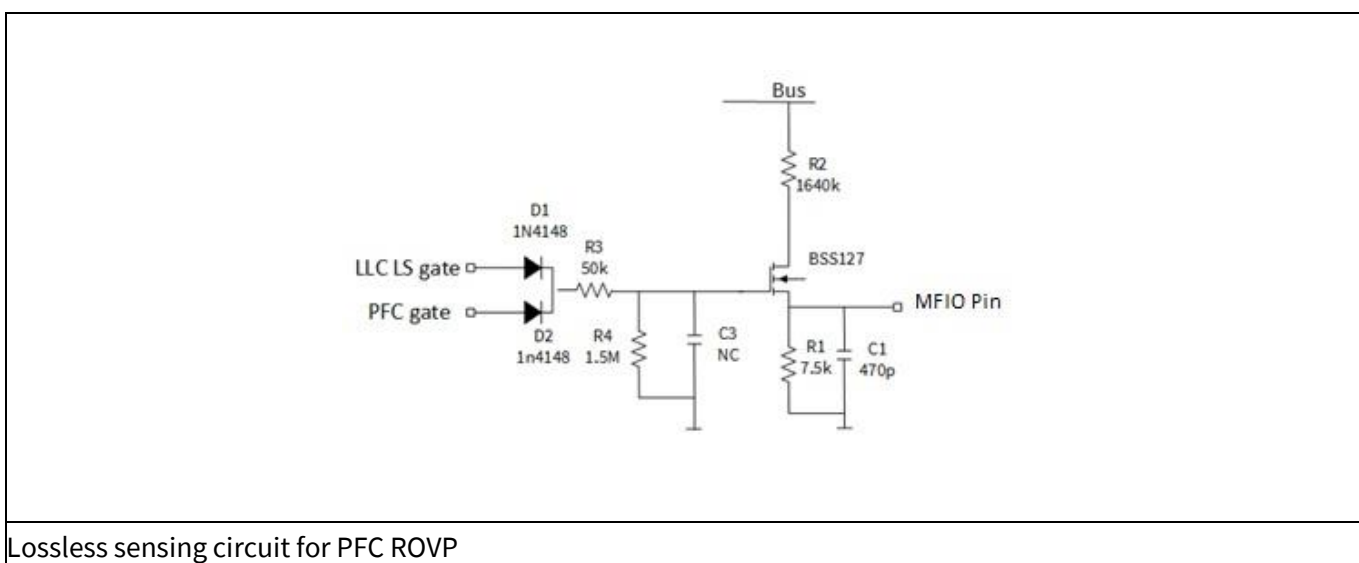 Bus
R2
1640k
D1
1N4148
R3
50k
LLC LS gate
BSS127
PFC gate
MFIO Pin
D2
1n4148
R4
1.5M
C3
NC
R1
7.5k
C1
470p
Lossless sensing circuit for PFC ROVP